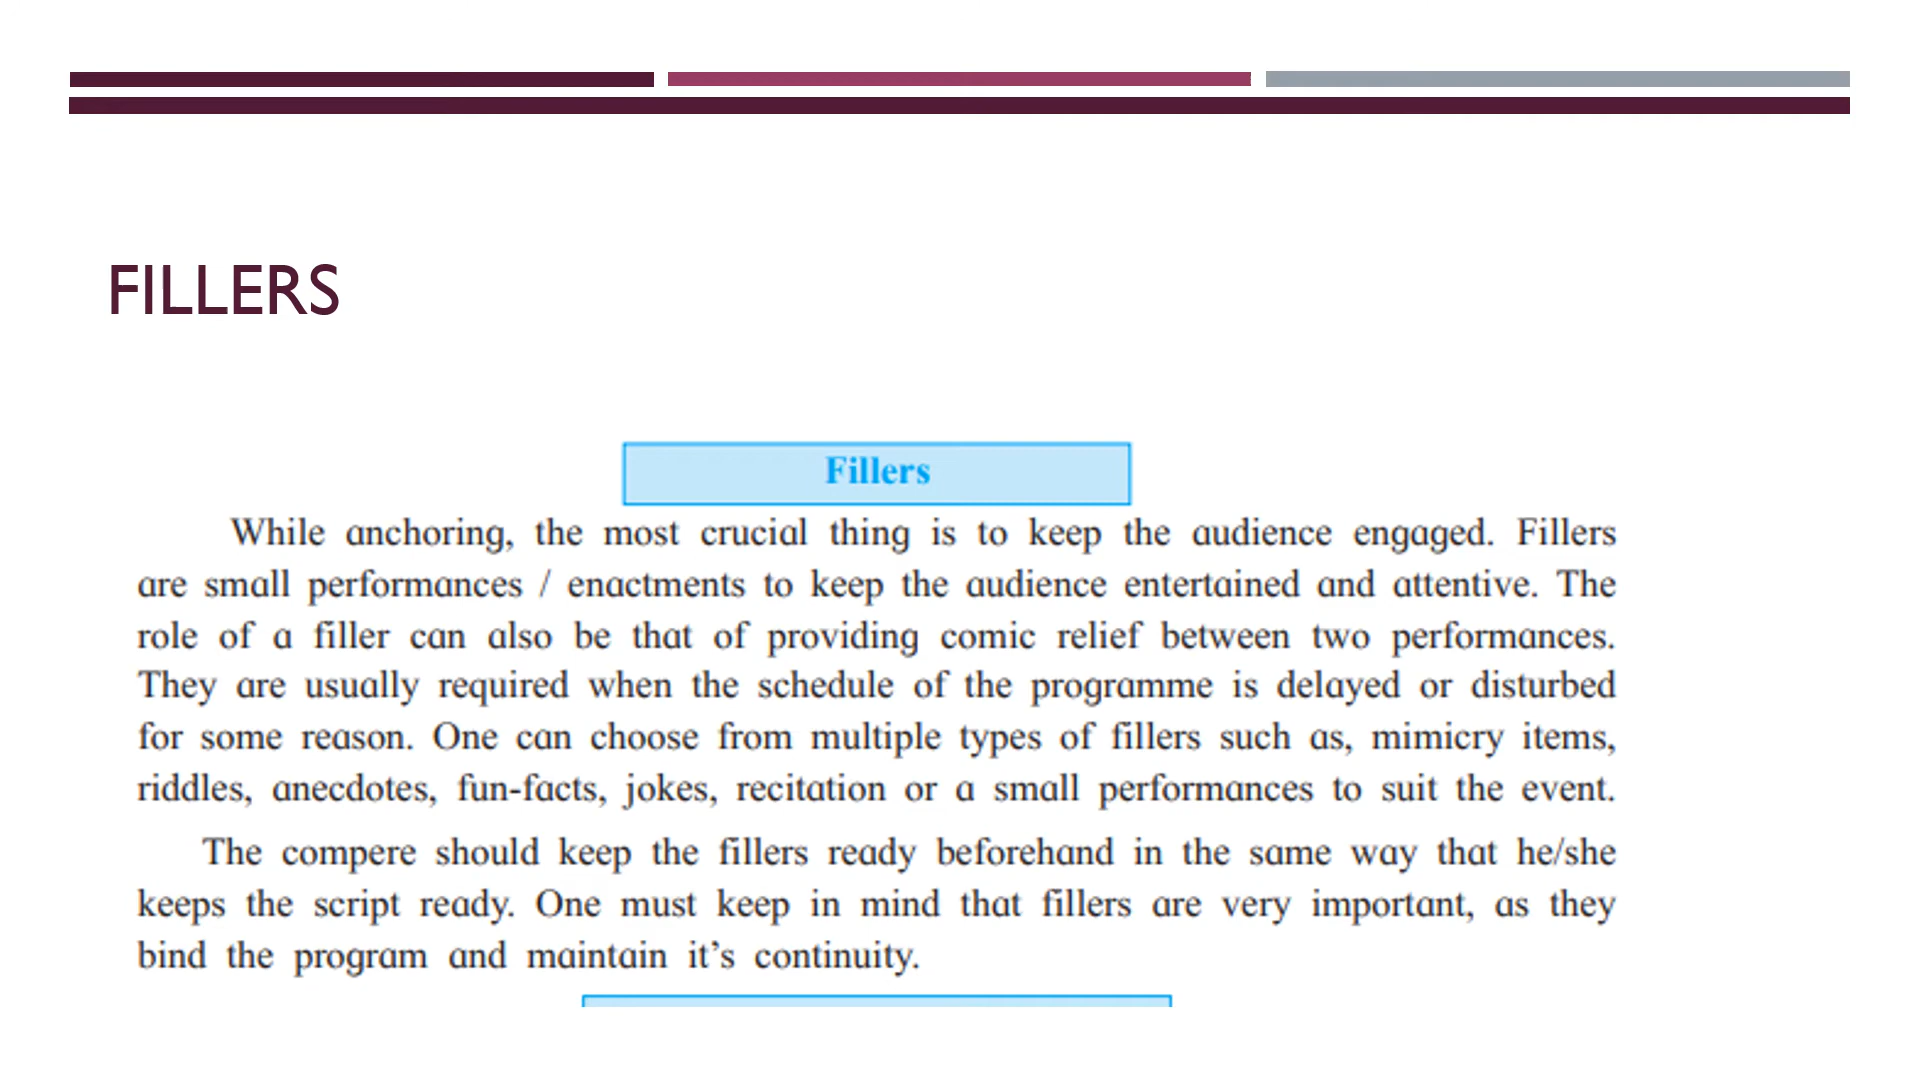 FILLERS
Fillers
While anchoring, the most crucial thing is to keep the audience engaged. Fillers
are small performances / enactments to keep the audience entertained and attentive. The
role of a filler can also be that of providing comic relief between two performances.
They are usually required when the schedule of the programme is delayed or disturbed
for some reason. One can choose from multiple types of fillers such as, mimicry items,
riddles, anecdotes, fun-facts, jokes, recitation or a small performances to suit the event.
The compere should keep the fillers ready beforehand in the same way that he/she
keeps the script ready. One must keep in mind that fillers are very important, as they
bind the program and maintain it’s continuity.